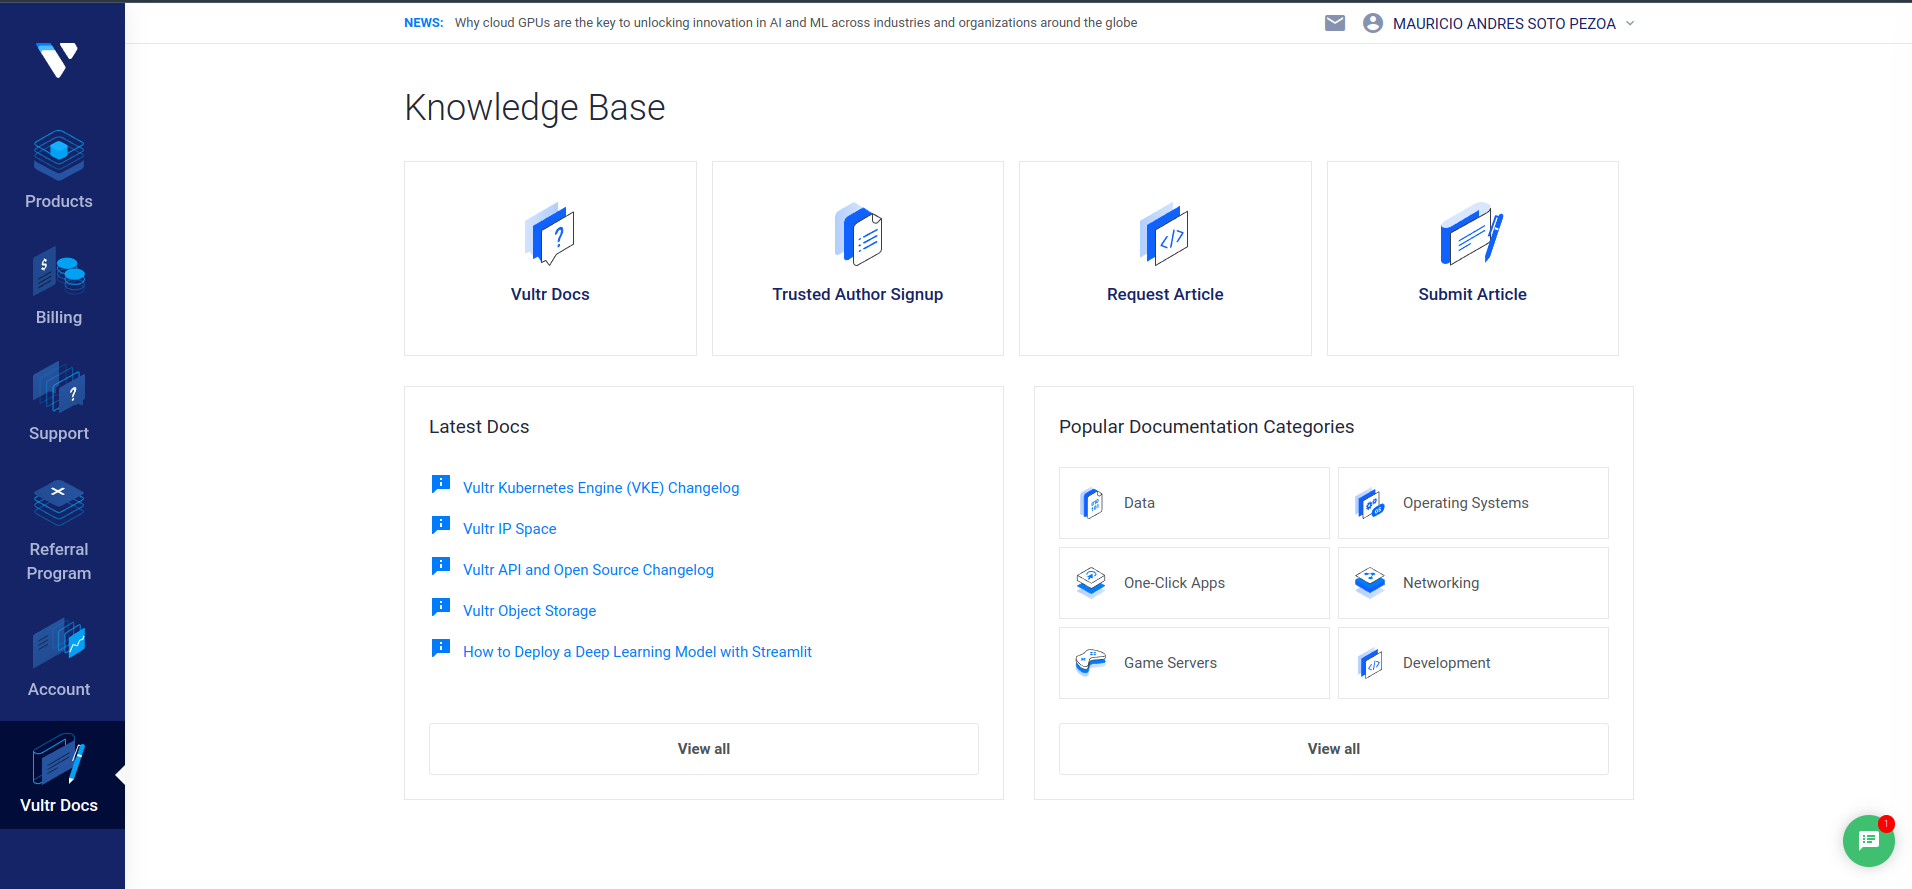 NEWS: Why cloud GPUs are the key to unlocking innovation in AI and ML across industries and organizations around the globe
MAURICIO ANDRES SOTO PEZOA
Products
Billing
Support
Referral
Program
Account
Vultr Docs
Knowledge Base
Vultr Docs
Trusted Author Signup
Request Article
Submit Article
Latest Docs
Vultr Kubernetes Engine (VKE) Changelog
Vultr IP Space
Vultr API and Open Source Changelog
Vultr Object Storage
How to Deploy a Deep Learning Model with Streamlit
View all
Popular Documentation Categories
Data
Operating Systems
One-Click Apps
Networking
Game Servers
Development
View all
1